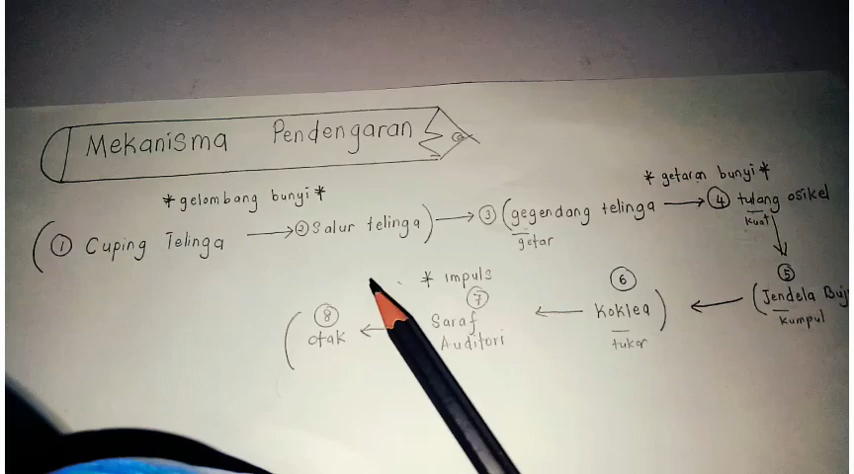 Mekanisma Pendengaran
* getaran bunyi *
* gelombang bunyi *
(① Cuping Telinga → ② Salur telinga) → ③ (gegendang telinga → ④ tulang osikel
getar
kuat
* impuls
⑤
(Jendela Buj
kumpul
← ⑥ Koklea)
tukar
← ⑦ Saraf
Auditori
← ⑧
(otak